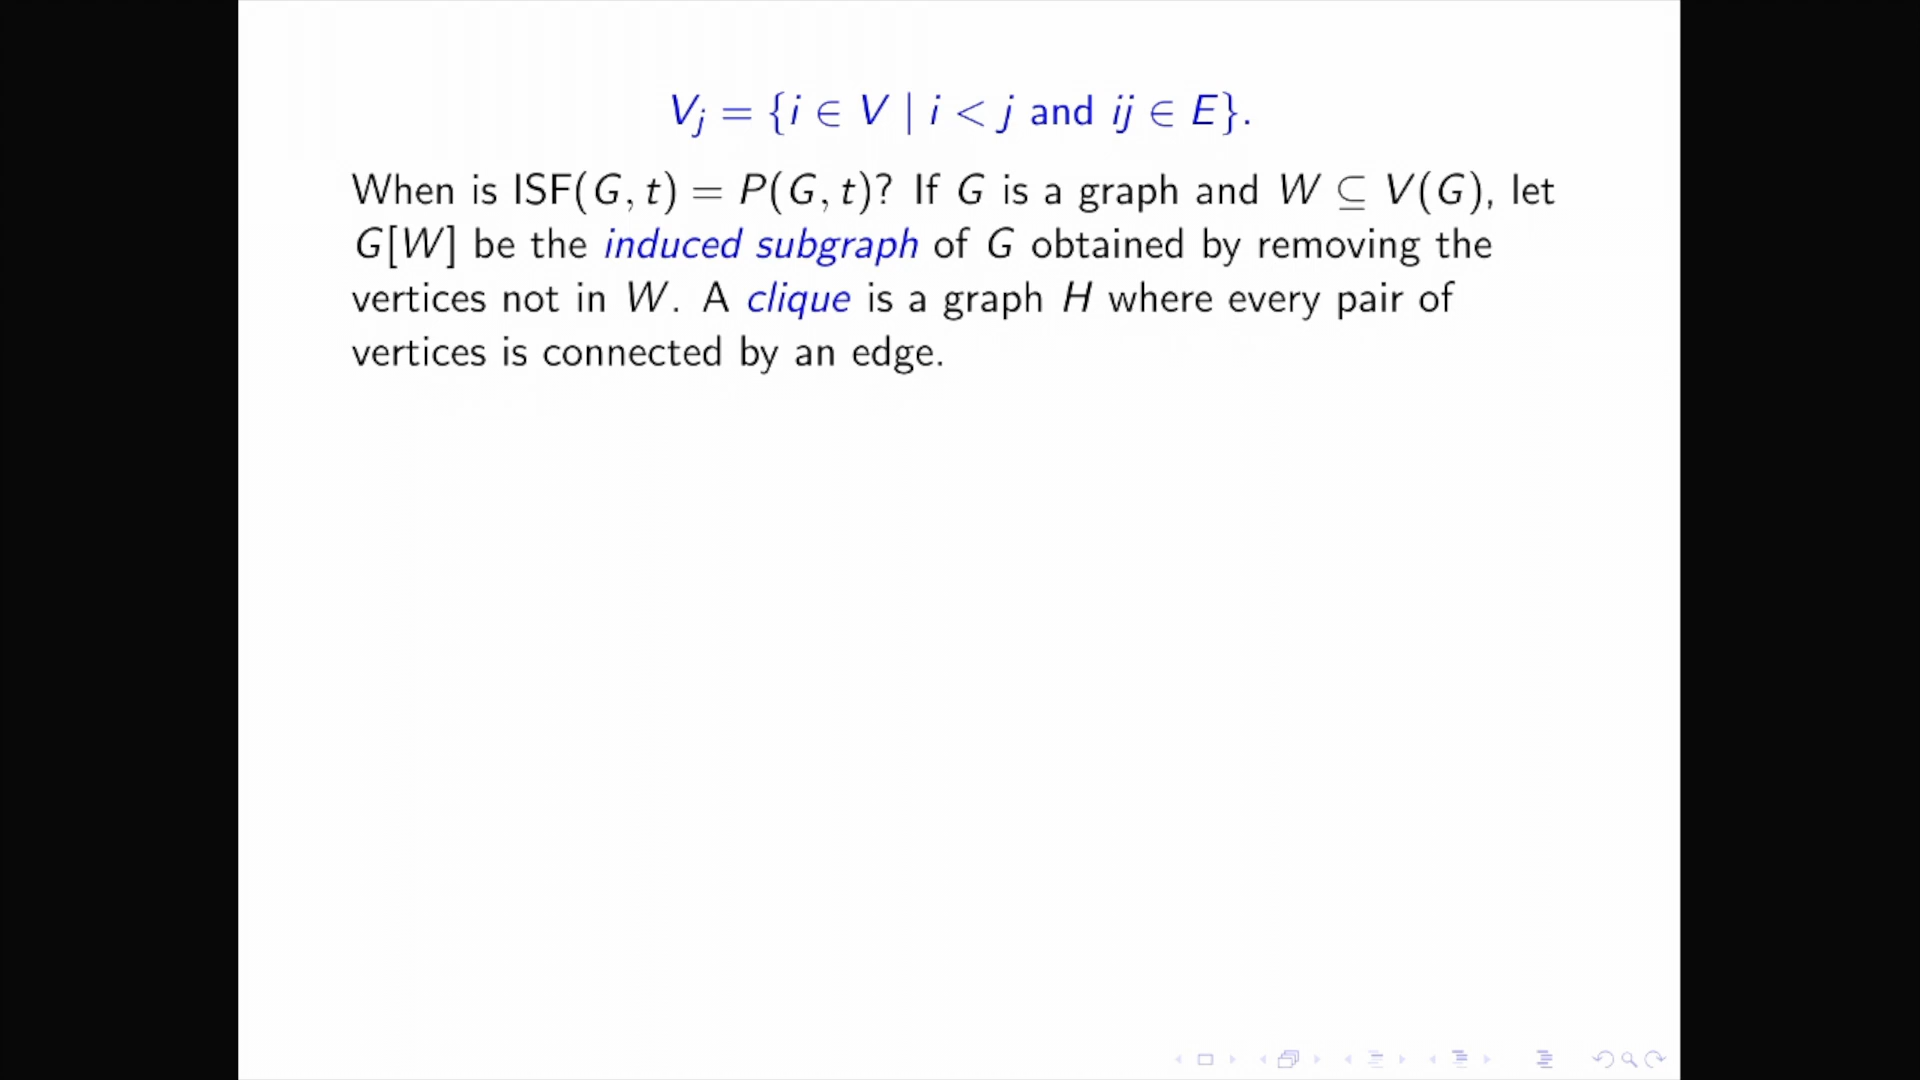 V_j = {i ∈ V | i < j and ij ∈ E}.
When is ISF(G, t) = P(G, t)? If G is a graph and W ⊆ V(G), let
G[W] be the induced subgraph of G obtained by removing the
vertices not in W. A clique is a graph H where every pair of
vertices is connected by an edge.